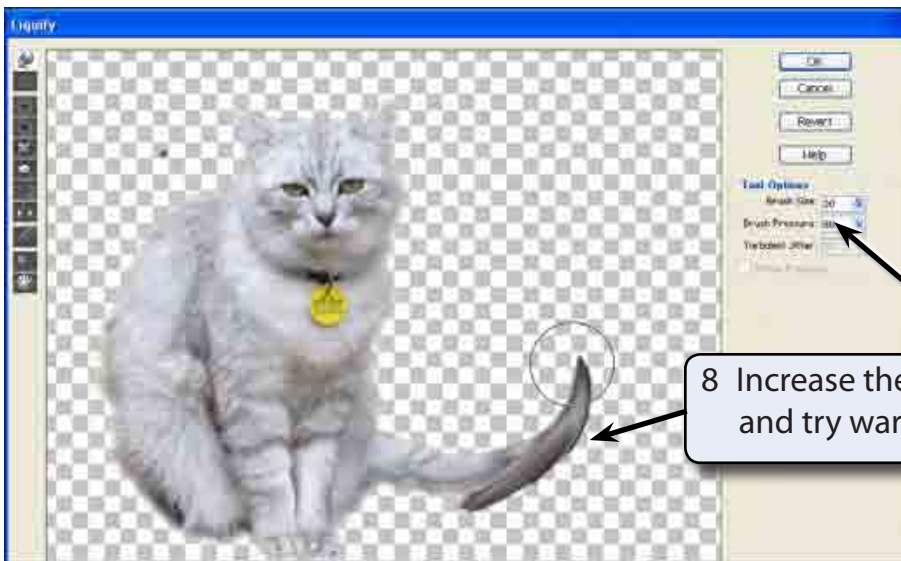 Liquify
OK
Cancel
Revert
Help
Tool Options
Brush Size:
Brush Pressure:
Turbulent Jitter:
8 Increase the
and try war